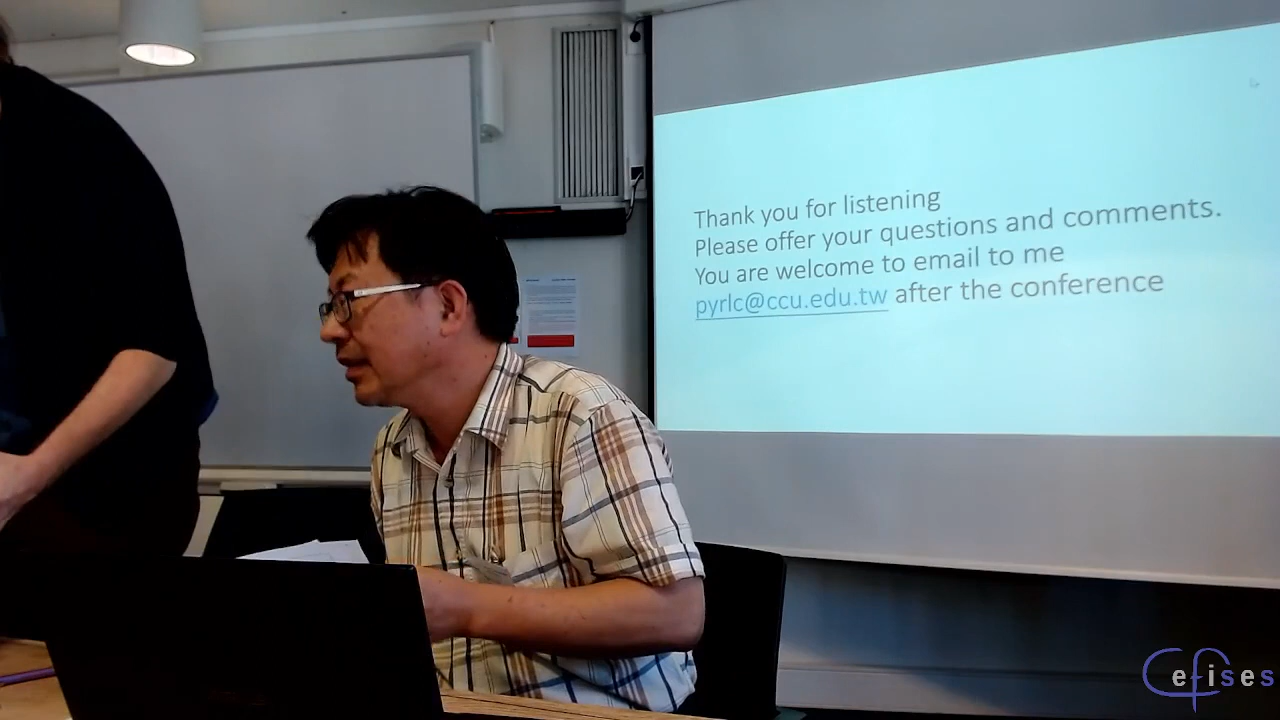 Thank you for listening
Please offer your questions and comments.
You are welcome to email to me
pyrlc@ccu.edu.tw after the conference
efises